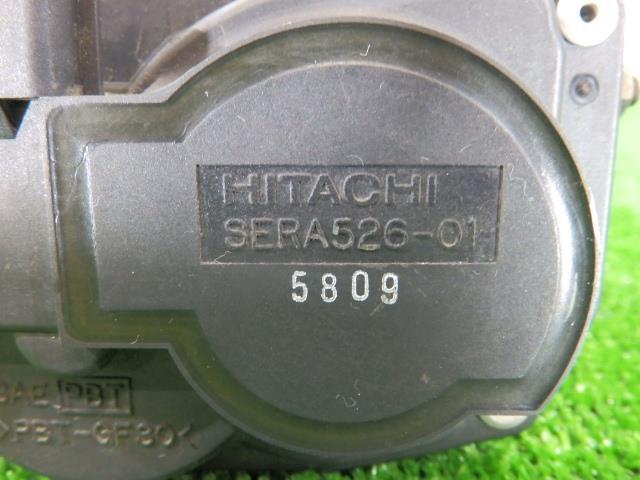 HITACHI
SERA526-01
5809
PBT
>PBT-GF30<